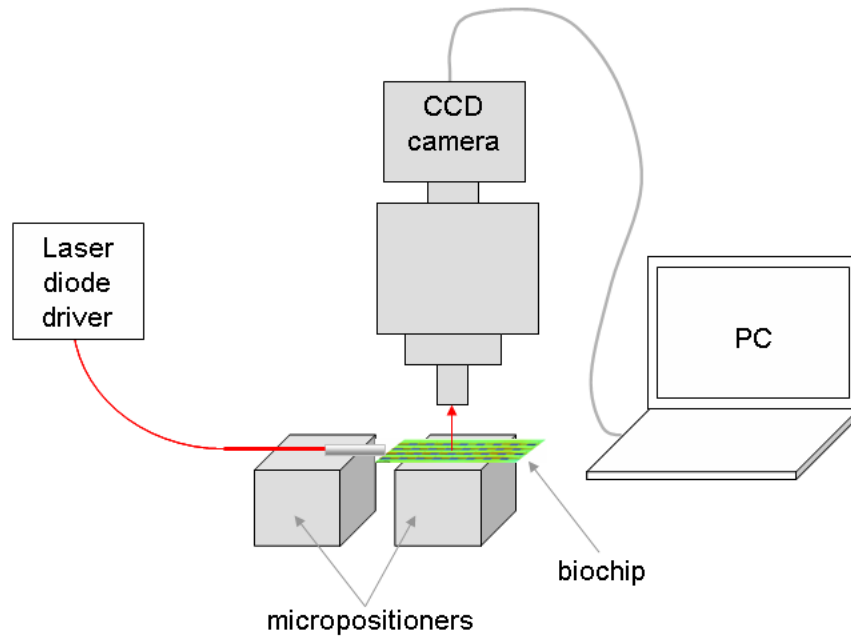 CCD
camera
Laser
diode
driver
PC
biochip
micropositioners